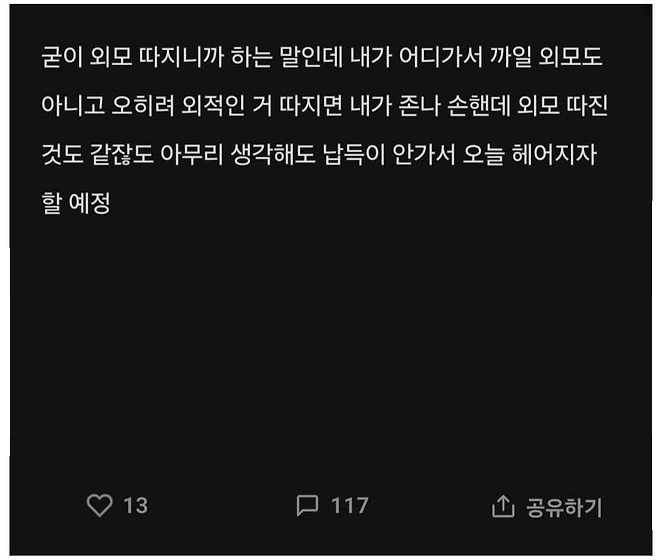 굳이 외모 따지니까 하는 말인데 내가 어디가서 까일 외모도
아니고 오히려 외적인 거 따지면 내가 존나 손핸데 외모 따진
것도 같잖도 아무리 생각해도 납득이 안가서 오늘 헤어지자
할 예정
13
117
공유하기